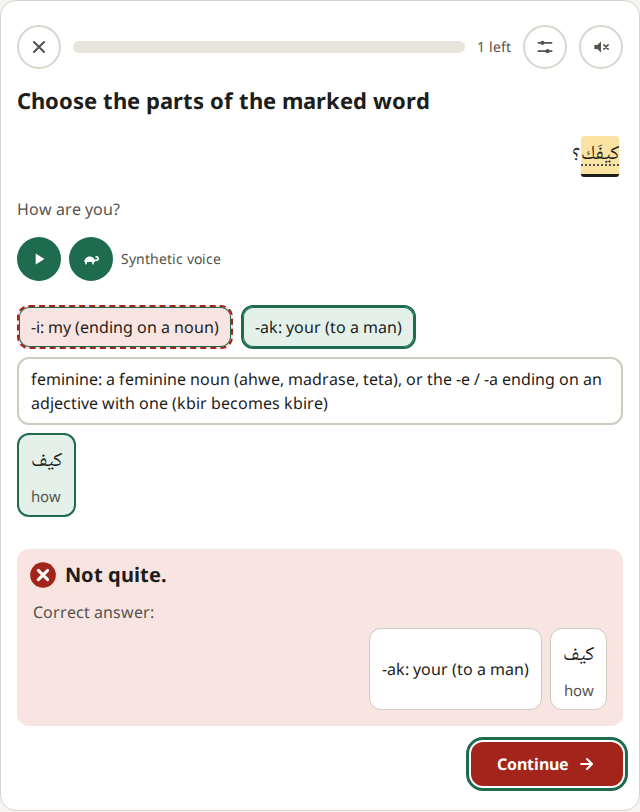 1 left
Choose the parts of the marked word
كيفَك؟
How are you?
Synthetic voice
-i: my (ending on a noun)
-ak: your (to a man)
feminine: a feminine noun (ahwe, madrase, teta), or the -e / -a ending on an
adjective with one (kbir becomes kbire)
كيف
how
Not quite.
Correct answer:
كيف
how
-ak: your (to a man)
Continue